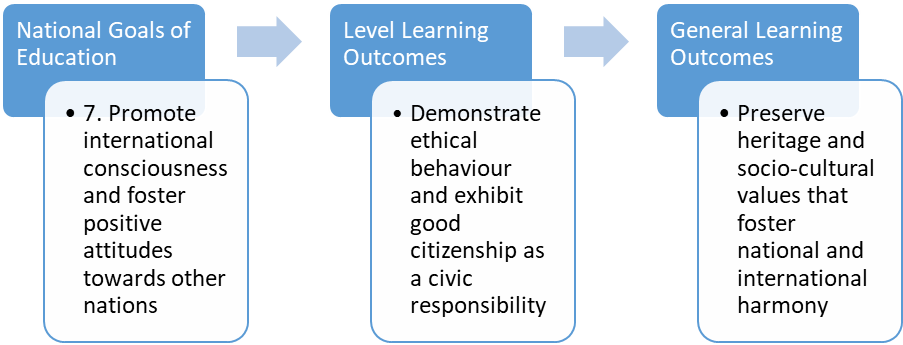 National Goals of
Education
• 7. Promote
international
consciousness
and foster
positive
attitudes
towards other
nations
Level Learning
Outcomes
• Demonstrate
ethical
behaviour
and exhibit
good
citizenship as
a civic
responsibility
General Learning
Outcomes
• Preserve
heritage and
socio-cultural
values that
foster
national and
international
harmony